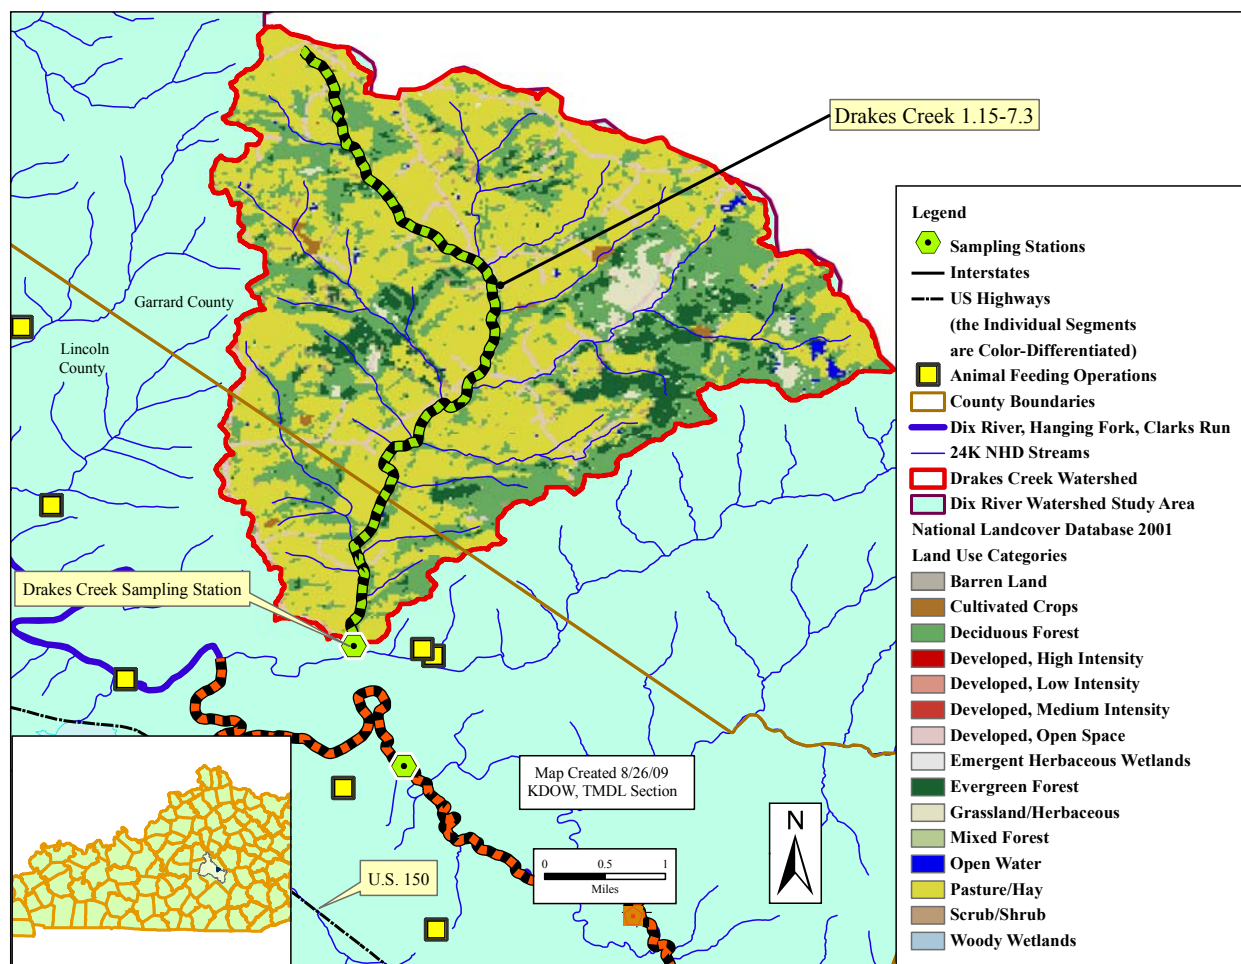 Drakes Creek 1.15-7.3
Garrard County
Lincoln
County
Drakes Creek Sampling Station
Map Created 8/26/09
KDOW, TMDL Section
N
0 0.5 1
Miles
U.S. 150
Legend
Sampling Stations
Interstates
US Highways
(the Individual Segments
are Color-Differentiated)
Animal Feeding Operations
County Boundaries
Dix River, Hanging Fork, Clarks Run
24K NHD Streams
Drakes Creek Watershed
Dix River Watershed Study Area
National Landcover Database 2001
Land Use Categories
Barren Land
Cultivated Crops
Deciduous Forest
Developed, High Intensity
Developed, Low Intensity
Developed, Medium Intensity
Developed, Open Space
Emergent Herbaceous Wetlands
Evergreen Forest
Grassland/Herbaceous
Mixed Forest
Open Water
Pasture/Hay
Scrub/Shrub
Woody Wetlands